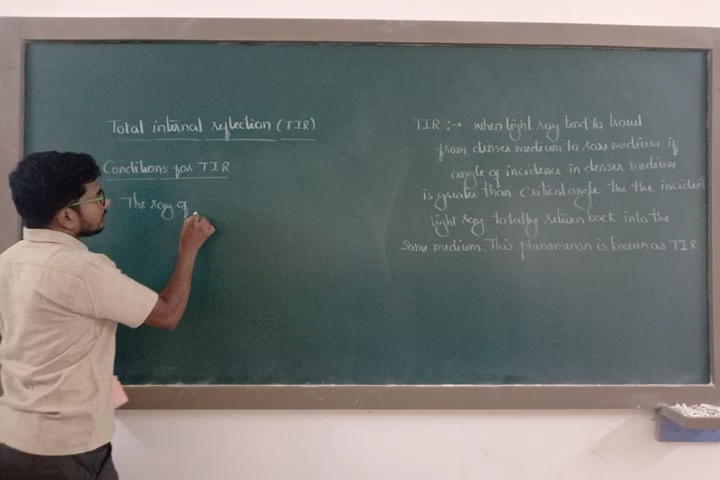 Total internal reflection (TIR)
Conditions for TIR
The ray of
TIR :→ when light ray tend to travel
from denser medium to rare medium if
angle of incidence in denser medium
is greater than critical angle the the incident
light ray totally return back into the
same medium. This phenomenon is known as TIR